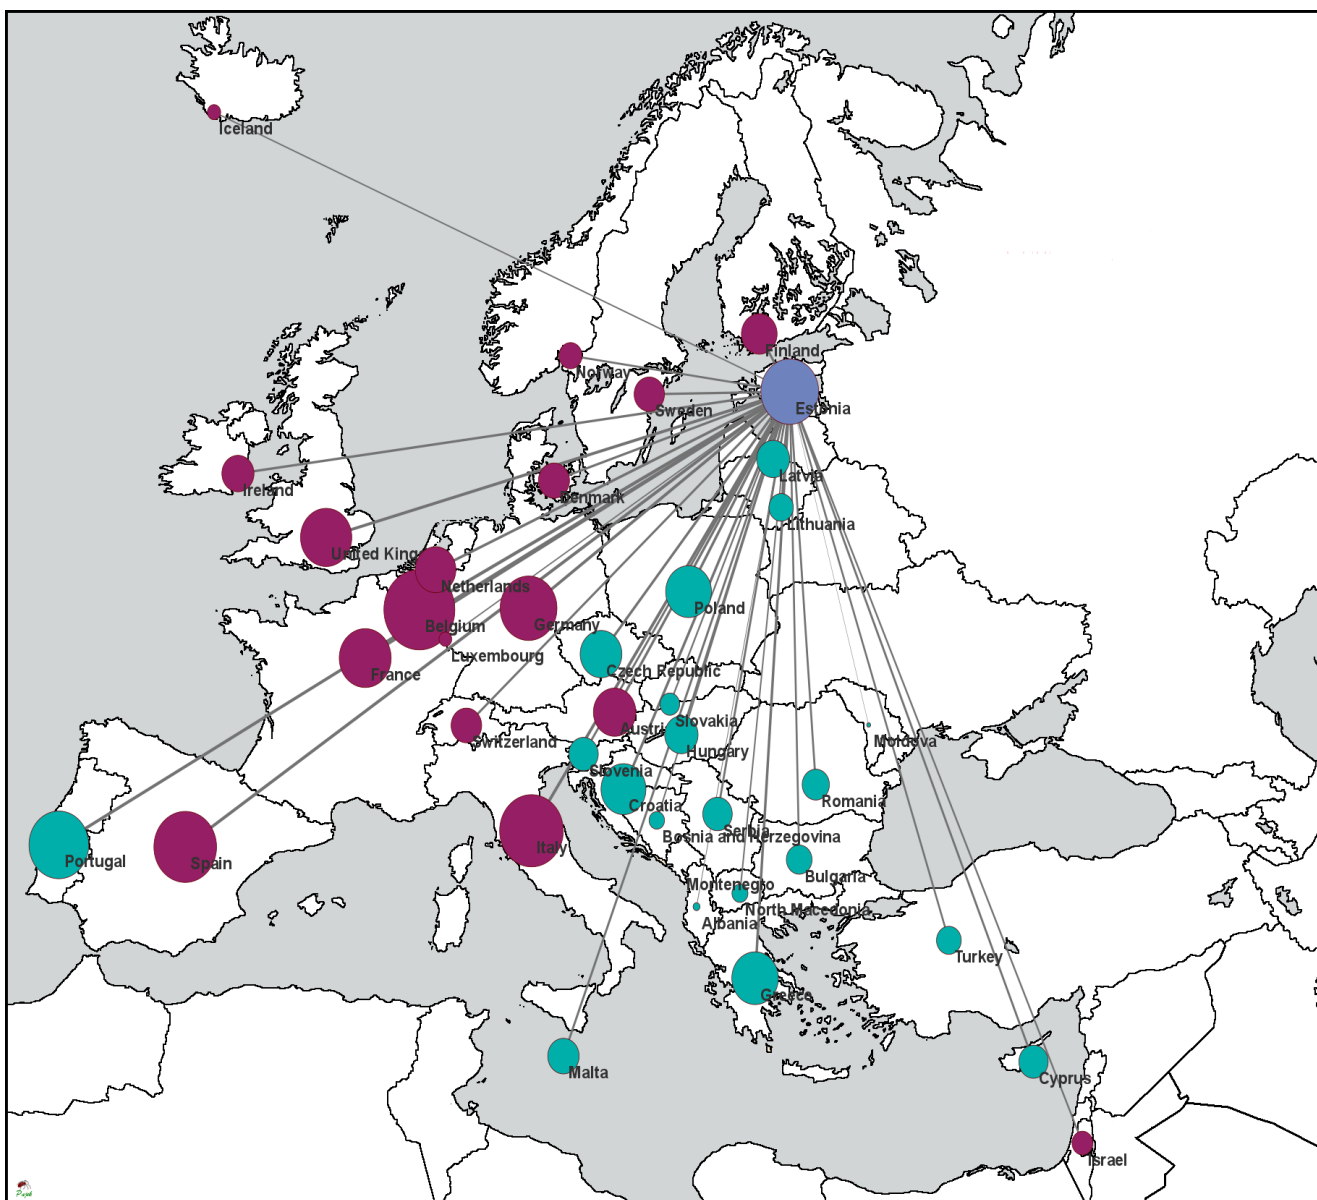 Iceland
Finland
Norway
Estonia
Sweden
Latvia
Ireland
Denmark
Lithuania
United King
Netherlands
Poland
Belgium
Germany
Luxembourg
France
Czech Republic
Slovakia
Austri
Switzerland
Moldova
Hungary
Slovenia
Romania
Croatia
Serbia
Bosnia and Herzegovina
Italy
Portugal
Spain
Bulgaria
Montenegro
North Macedonia
Albania
Turkey
Greece
Malta
Cyprus
Israel
Pajek